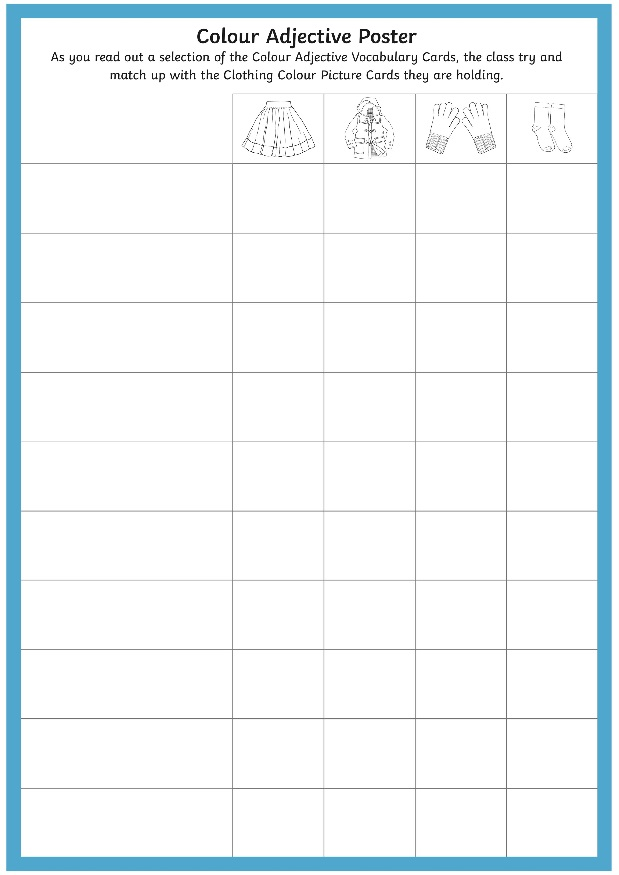 Colour Adjective Poster
As you read out a selection of the Colour Adjective Vocabulary Cards, the class try and
match up with the Clothing Colour Picture Cards they are holding.